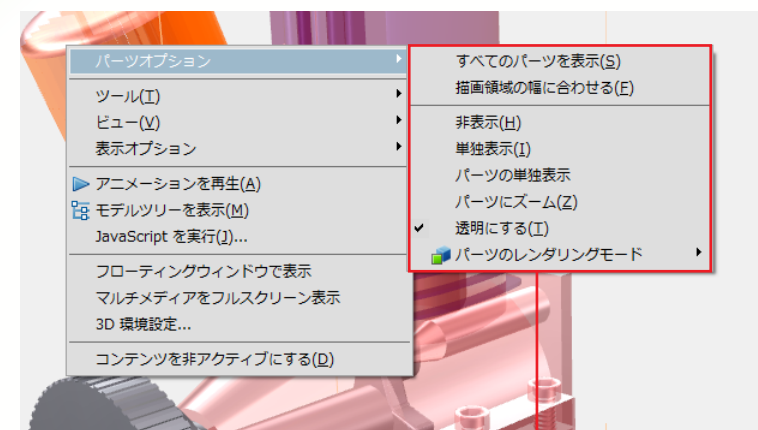 パーツオプション
ツール(T)
ビュー(V)
表示オプション
アニメーションを再生(A)
モデルツリーを表示(M)
JavaScript を実行(J)...
フローティングウィンドウで表示
マルチメディアをフルスクリーン表示
3D 環境設定...
コンテンツを非アクティブにする(D)
すべてのパーツを表示(S)
描画領域の幅に合わせる(F)
非表示(H)
単独表示(I)
パーツの単独表示
パーツにズーム(Z)
透明にする(T)
パーツのレンダリングモード